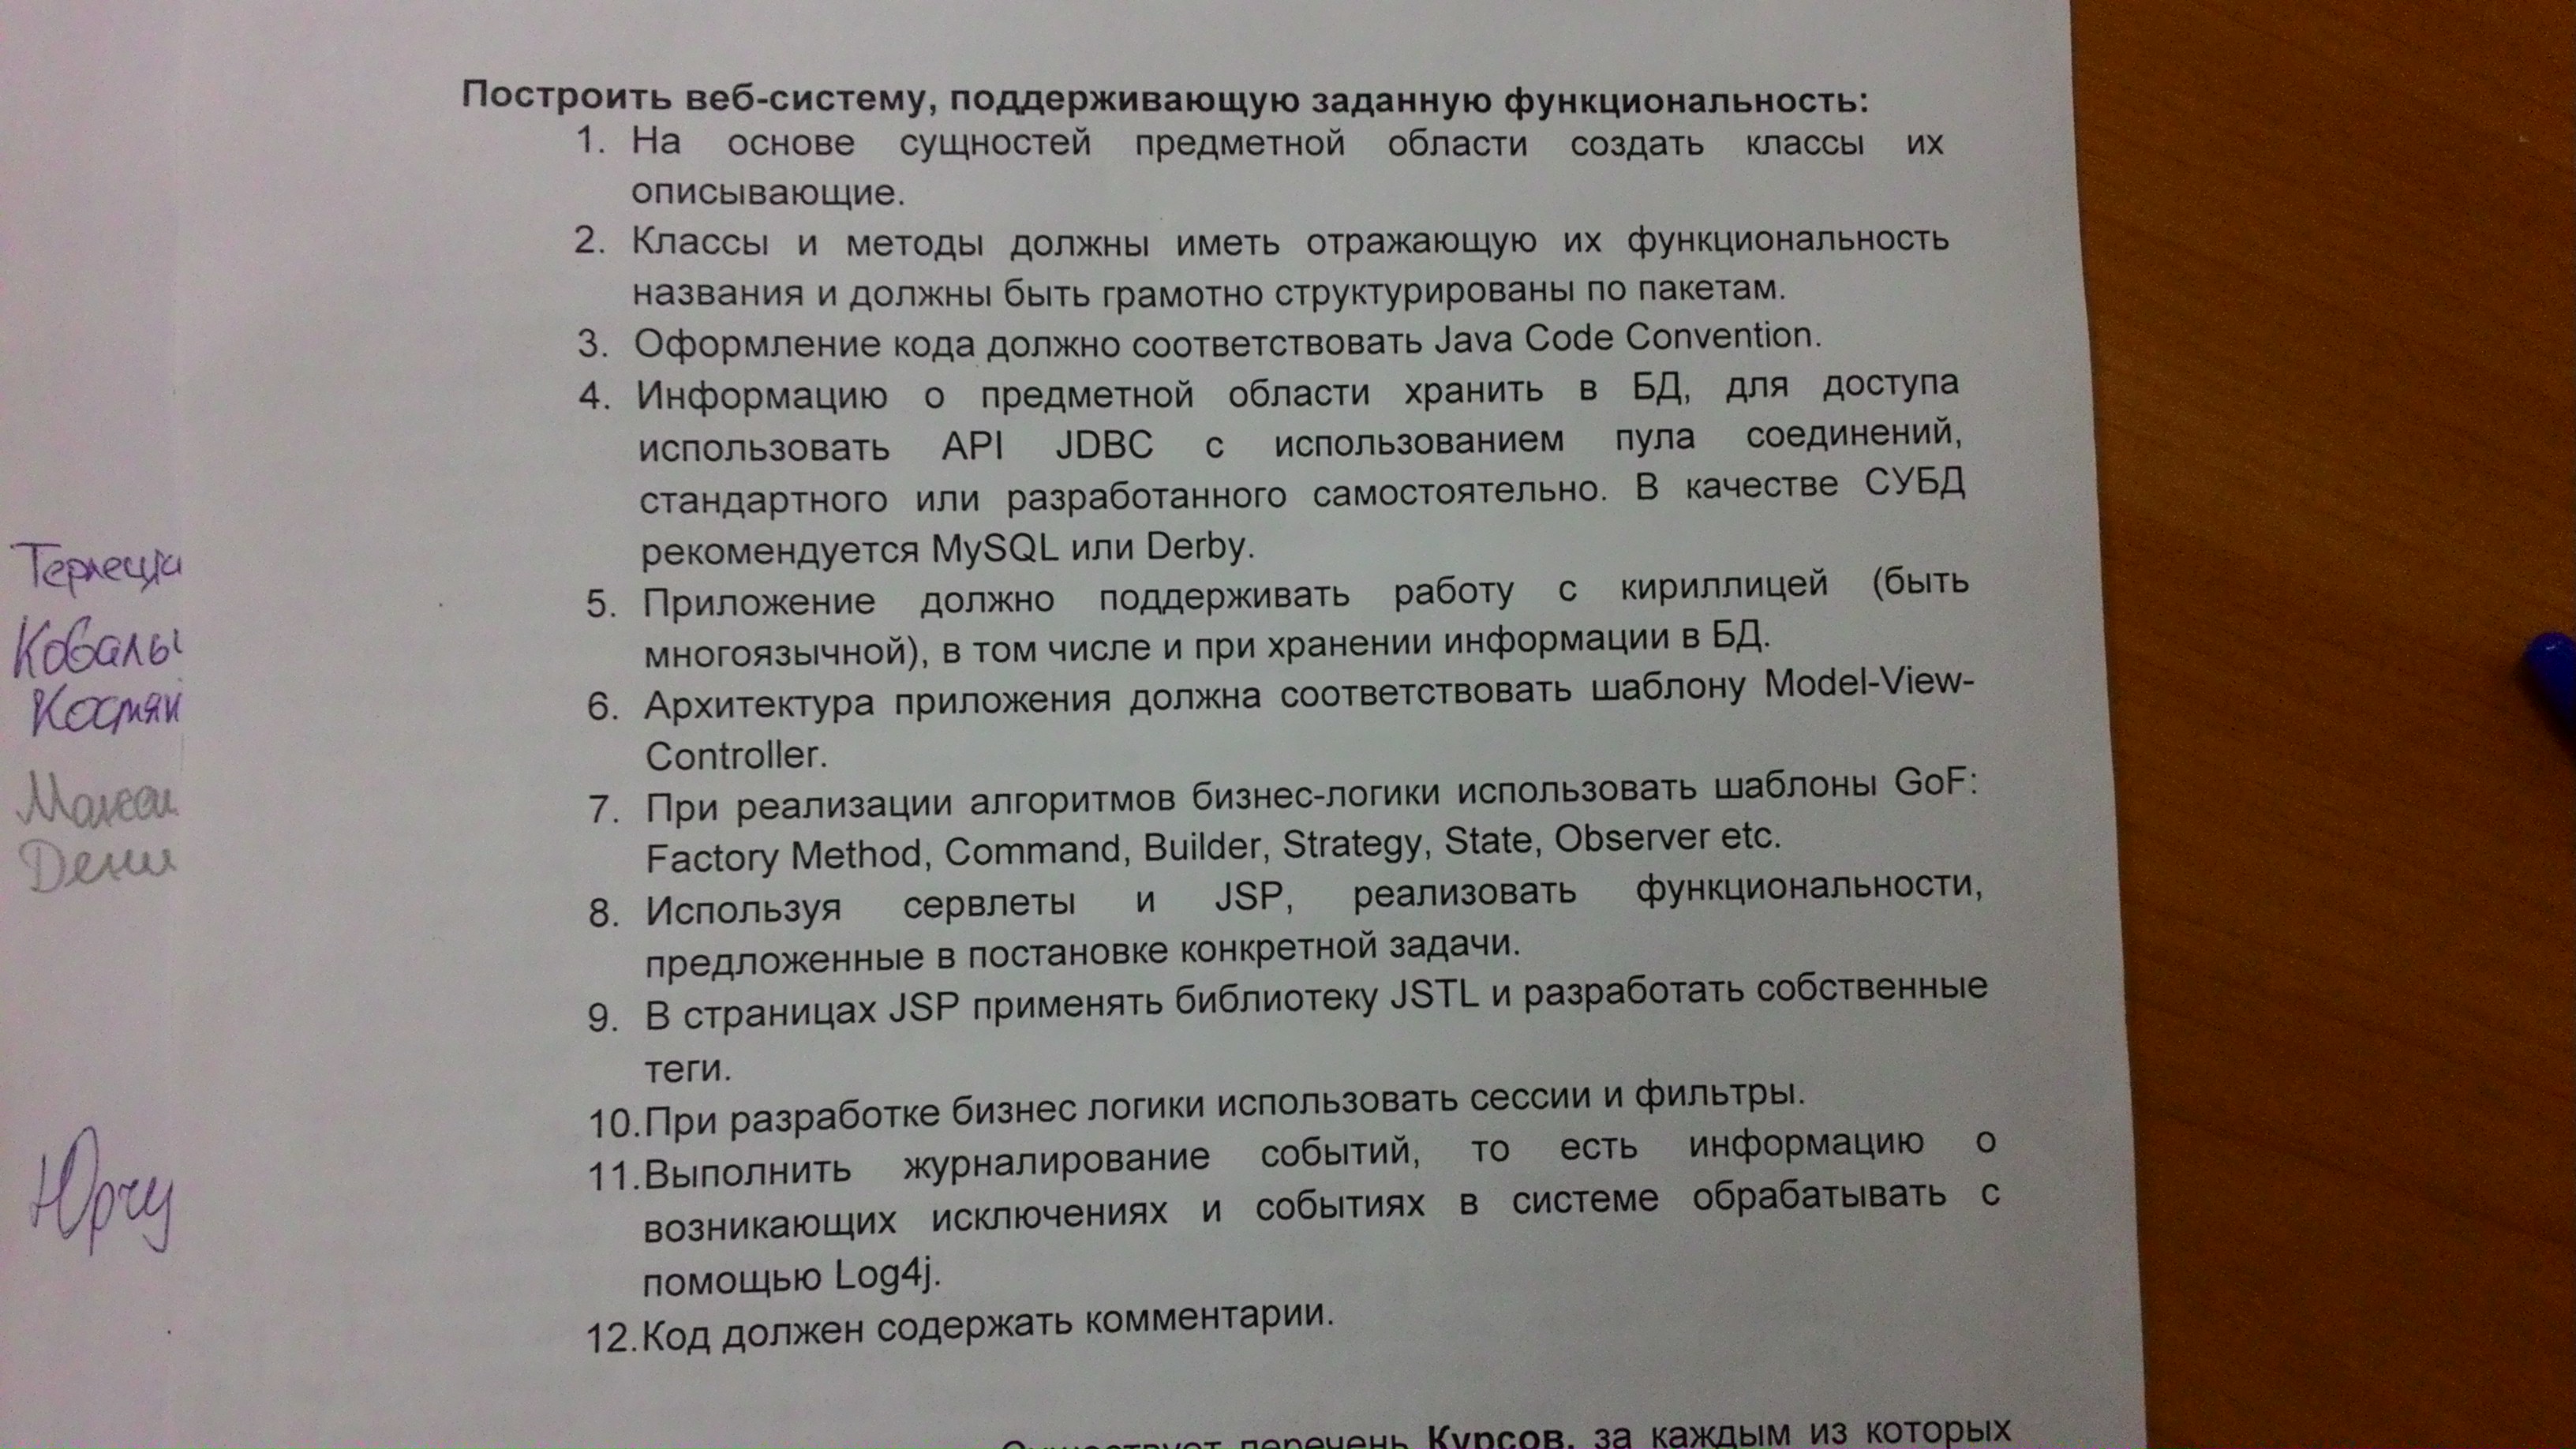 Построить веб-систему, поддерживающую заданную функциональность:
1. На основе сущностей предметной области создать классы их
описывающие.
2. Классы и методы должны иметь отражающую их функциональность
названия и должны быть грамотно структурированы по пакетам.
3. Оформление кода должно соответствовать Java Code Convention.
4. Информацию о предметной области хранить в БД, для доступа
использовать API JDBC с использованием пула соединений,
стандартного или разработанного самостоятельно. В качестве СУБД
рекомендуется MySQL или Derby.
5. Приложение должно поддерживать работу с кириллицей (быть
многоязычной), в том числе и при хранении информации в БД.
6. Архитектура приложения должна соответствовать шаблону Model-View-
Controller.
7. При реализации алгоритмов бизнес-логики использовать шаблоны GoF:
Factory Method, Command, Builder, Strategy, State, Observer etc.
8. Используя сервлеты и JSP, реализовать функциональности,
предложенные в постановке конкретной задачи.
9. В страницах JSP применять библиотеку JSTL и разработать собственные
теги.
10.При разработке бизнес логики использовать сессии и фильтры.
11.Выполнить журналирование событий, то есть информацию о
возникающих исключениях и событиях в системе обрабатывать с
помощью Log4j.
12.Код должен содержать комментарии.
перечень Курсов, за каждым из которых
Ковалы